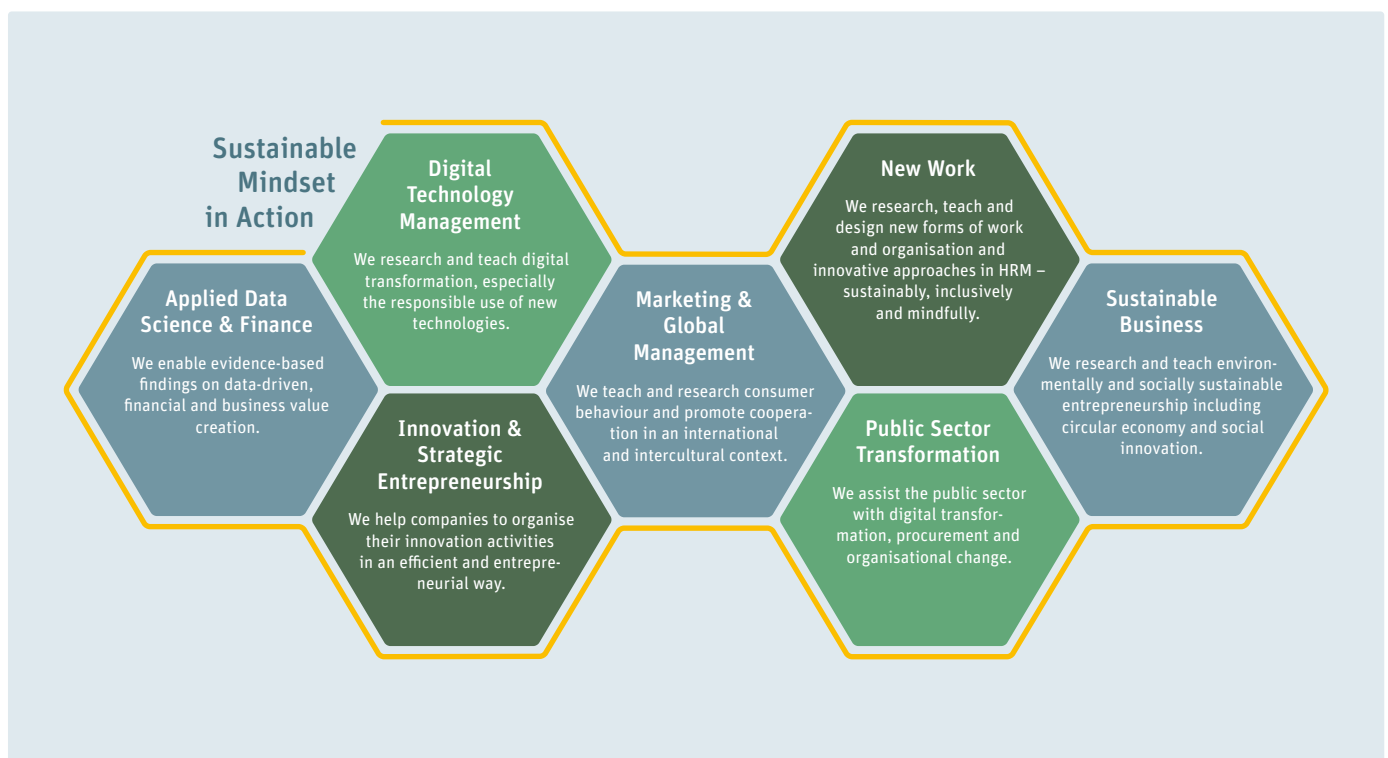 Sustainable
Mindset
in Action
Applied Data
Science & Finance
We enable evidence-based
findings on data-driven,
financial and business value
creation.
Digital
Technology
Management
We research and teach digital
transformation, especially
the responsible use of new
technologies.
Innovation &
Strategic
Entrepreneurship
We help companies to organise
their innovation activities
in an efficient and entrepre-
neurial way.
Marketing &
Global
Management
We teach and research consumer
behaviour and promote coopera-
tion in an international
and intercultural context.
New Work
We research, teach and
design new forms of work
and organisation and
innovative approaches in HRM –
sustainably, inclusively
and mindfully.
Public Sector
Transformation
We assist the public sector
with digital transfor-
mation, procurement and
organisational change.
Sustainable
Business
We research and teach environ-
mentally and socially sustainable
entrepreneurship including
circular economy and social
innovation.